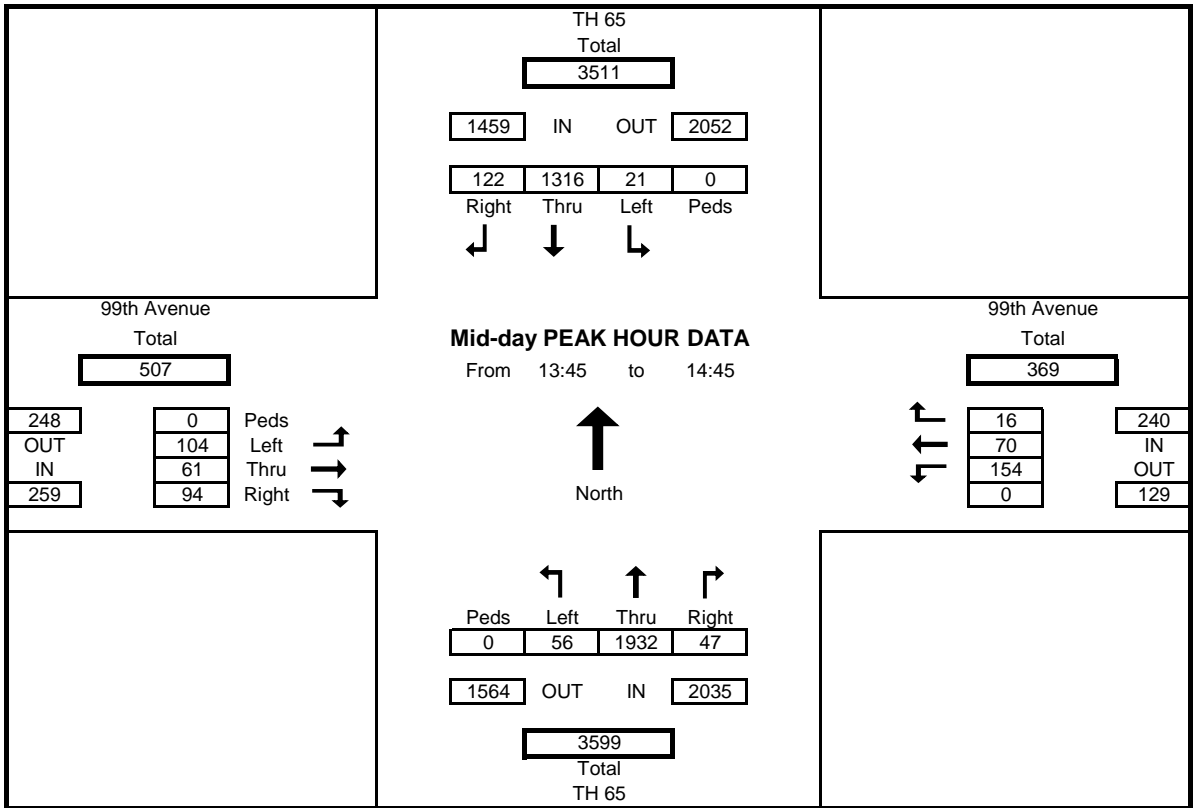 TH 65
Total
3511
1459 IN OUT 2052
122 1316 21 0
Right Thru Left Peds
99th Avenue
Total
507
248 0 Peds
OUT 104 Left
IN 61 Thru
259 94 Right
Mid-day PEAK HOUR DATA
From 13:45 to 14:45
North
99th Avenue
Total
369
16 240
70 IN
154 OUT
0 129
Peds Left Thru Right
0 56 1932 47
1564 OUT IN 2035
3599
Total
TH 65